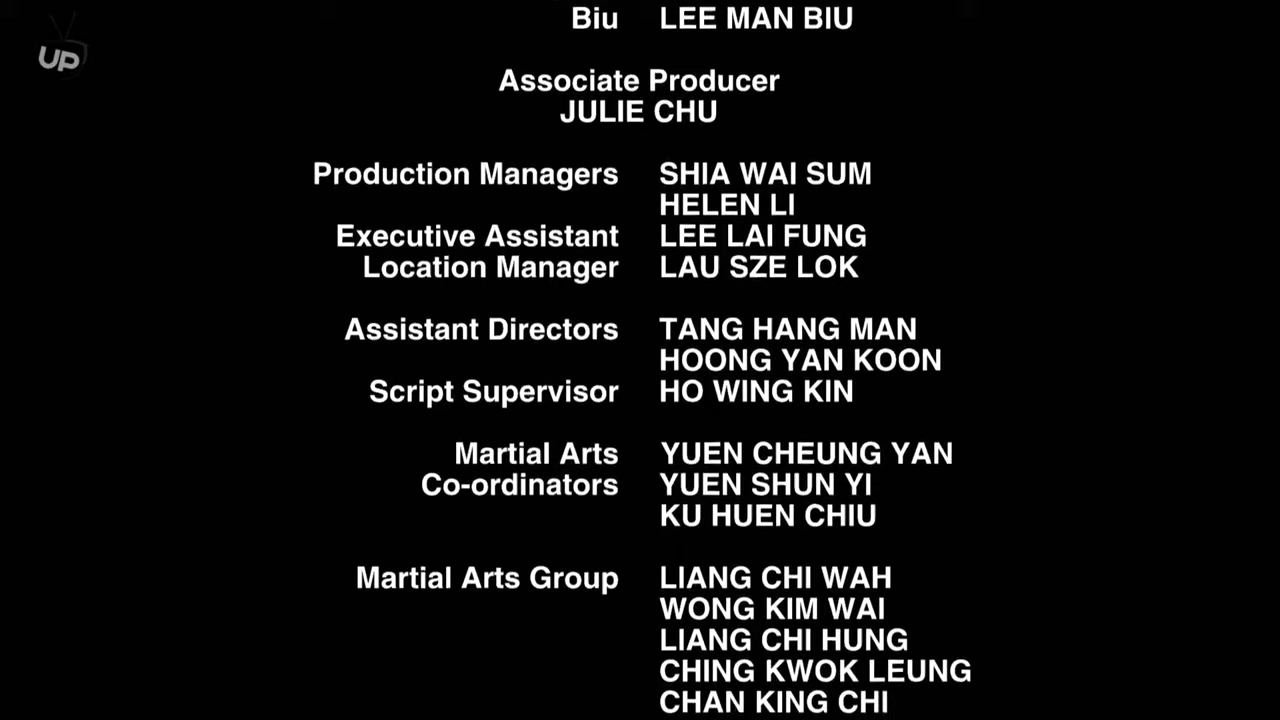 Biu LEE MAN BIU
UP
Associate Producer
JULIE CHU
Production Managers SHIA WAI SUM
HELEN LI
Executive Assistant LEE LAI FUNG
Location Manager LAU SZE LOK
Assistant Directors TANG HANG MAN
HOONG YAN KOON
Script Supervisor HO WING KIN
Martial Arts YUEN CHEUNG YAN
Co-ordinators YUEN SHUN YI
KU HUEN CHIU
Martial Arts Group LIANG CHI WAH
WONG KIM WAI
LIANG CHI HUNG
CHING KWOK LEUNG
CHAN KING CHI